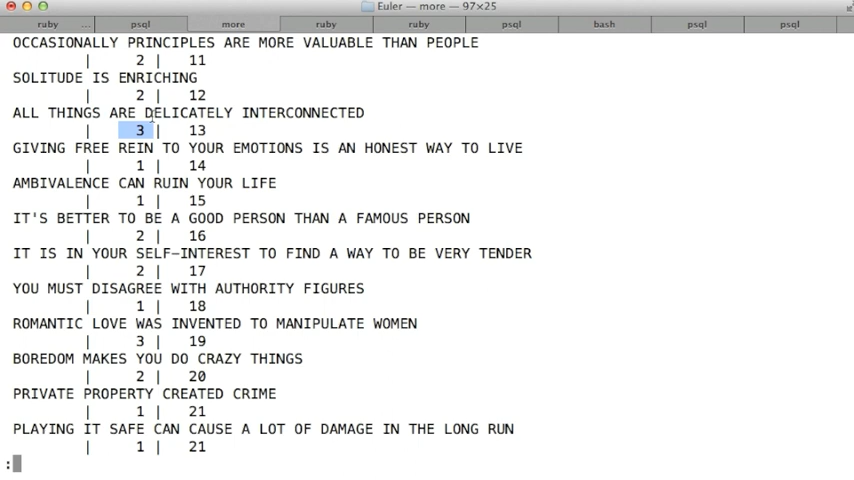 Euler — more — 97×25
ruby ... psql more ruby ruby psql bash psql psql
OCCASIONALLY PRINCIPLES ARE MORE VALUABLE THAN PEOPLE
| 2 | 11
SOLITUDE IS ENRICHING
| 2 | 12
ALL THINGS ARE DELICATELY INTERCONNECTED
| 3 | 13
GIVING FREE REIN TO YOUR EMOTIONS IS AN HONEST WAY TO LIVE
| 1 | 14
AMBIVALENCE CAN RUIN YOUR LIFE
| 1 | 15
IT'S BETTER TO BE A GOOD PERSON THAN A FAMOUS PERSON
| 2 | 16
IT IS IN YOUR SELF-INTEREST TO FIND A WAY TO BE VERY TENDER
| 2 | 17
YOU MUST DISAGREE WITH AUTHORITY FIGURES
| 1 | 18
ROMANTIC LOVE WAS INVENTED TO MANIPULATE WOMEN
| 3 | 19
BOREDOM MAKES YOU DO CRAZY THINGS
| 2 | 20
PRIVATE PROPERTY CREATED CRIME
| 1 | 21
PLAYING IT SAFE CAN CAUSE A LOT OF DAMAGE IN THE LONG RUN
| 1 | 21
: